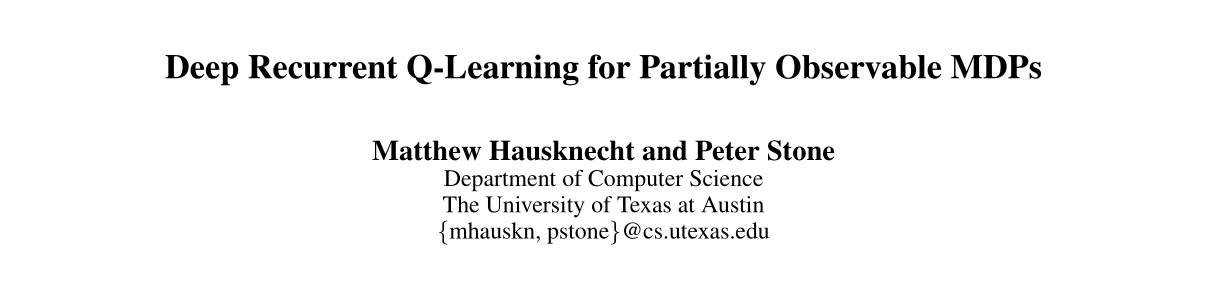 Deep Recurrent Q-Learning for Partially Observable MDPs
Matthew Hausknecht and Peter Stone
Department of Computer Science
The University of Texas at Austin
{mhauskn, pstone}@cs.utexas.edu